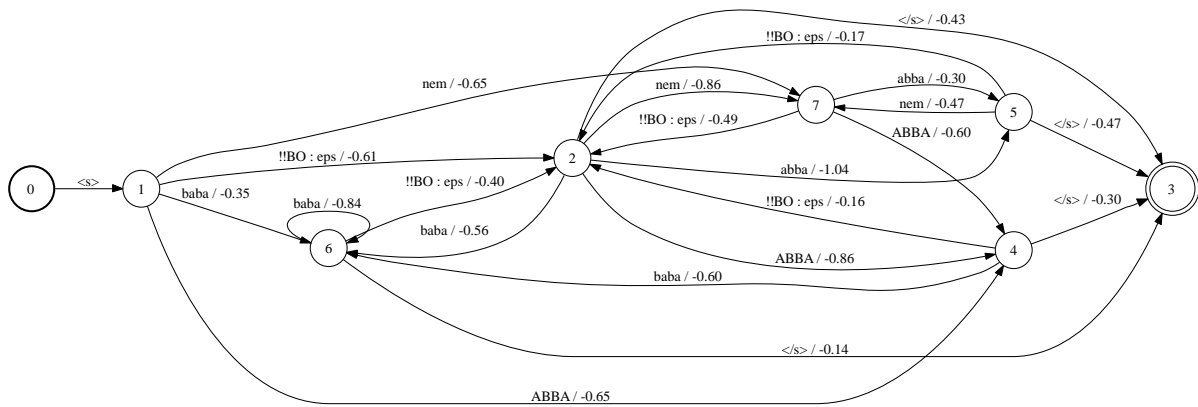 </s> / -0.43
!!BO : eps / -0.17
nem / -0.65
nem / -0.86
abba / -0.30
7
nem / -0.47
5
!!BO : eps / -0.49
ABBA / -0.60
</s> / -0.47
!!BO : eps / -0.61
2
abba / -1.04
0
<s>
1
baba / -0.35
!!BO : eps / -0.40
3
baba / -0.84
!!BO : eps / -0.16
</s> / -0.30
baba / -0.56
6
4
ABBA / -0.86
baba / -0.60
</s> / -0.14
ABBA / -0.65